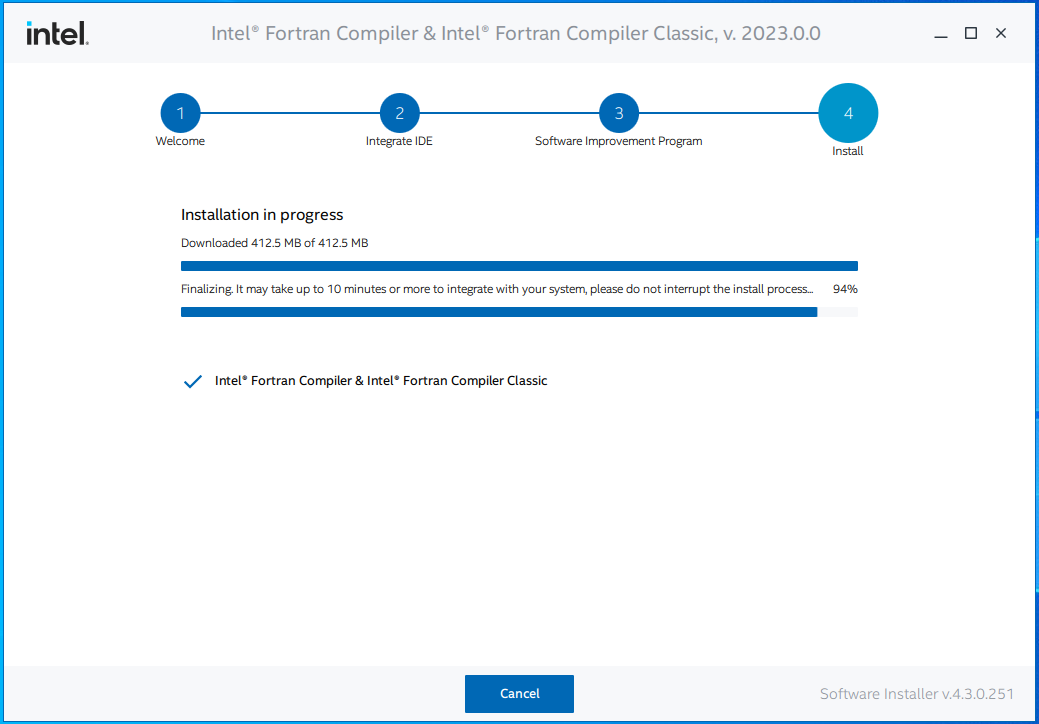 intel.
Intel® Fortran Compiler & Intel® Fortran Compiler Classic, v. 2023.0.0
1
2
3
4
Welcome
Integrate IDE
Software Improvement Program
Install
Installation in progress
Downloaded 412.5 MB of 412.5 MB
Finalizing. It may take up to 10 minutes or more to integrate with your system, please do not interrupt the install process... 94%
Intel® Fortran Compiler & Intel® Fortran Compiler Classic
Cancel
Software Installer v.4.3.0.251